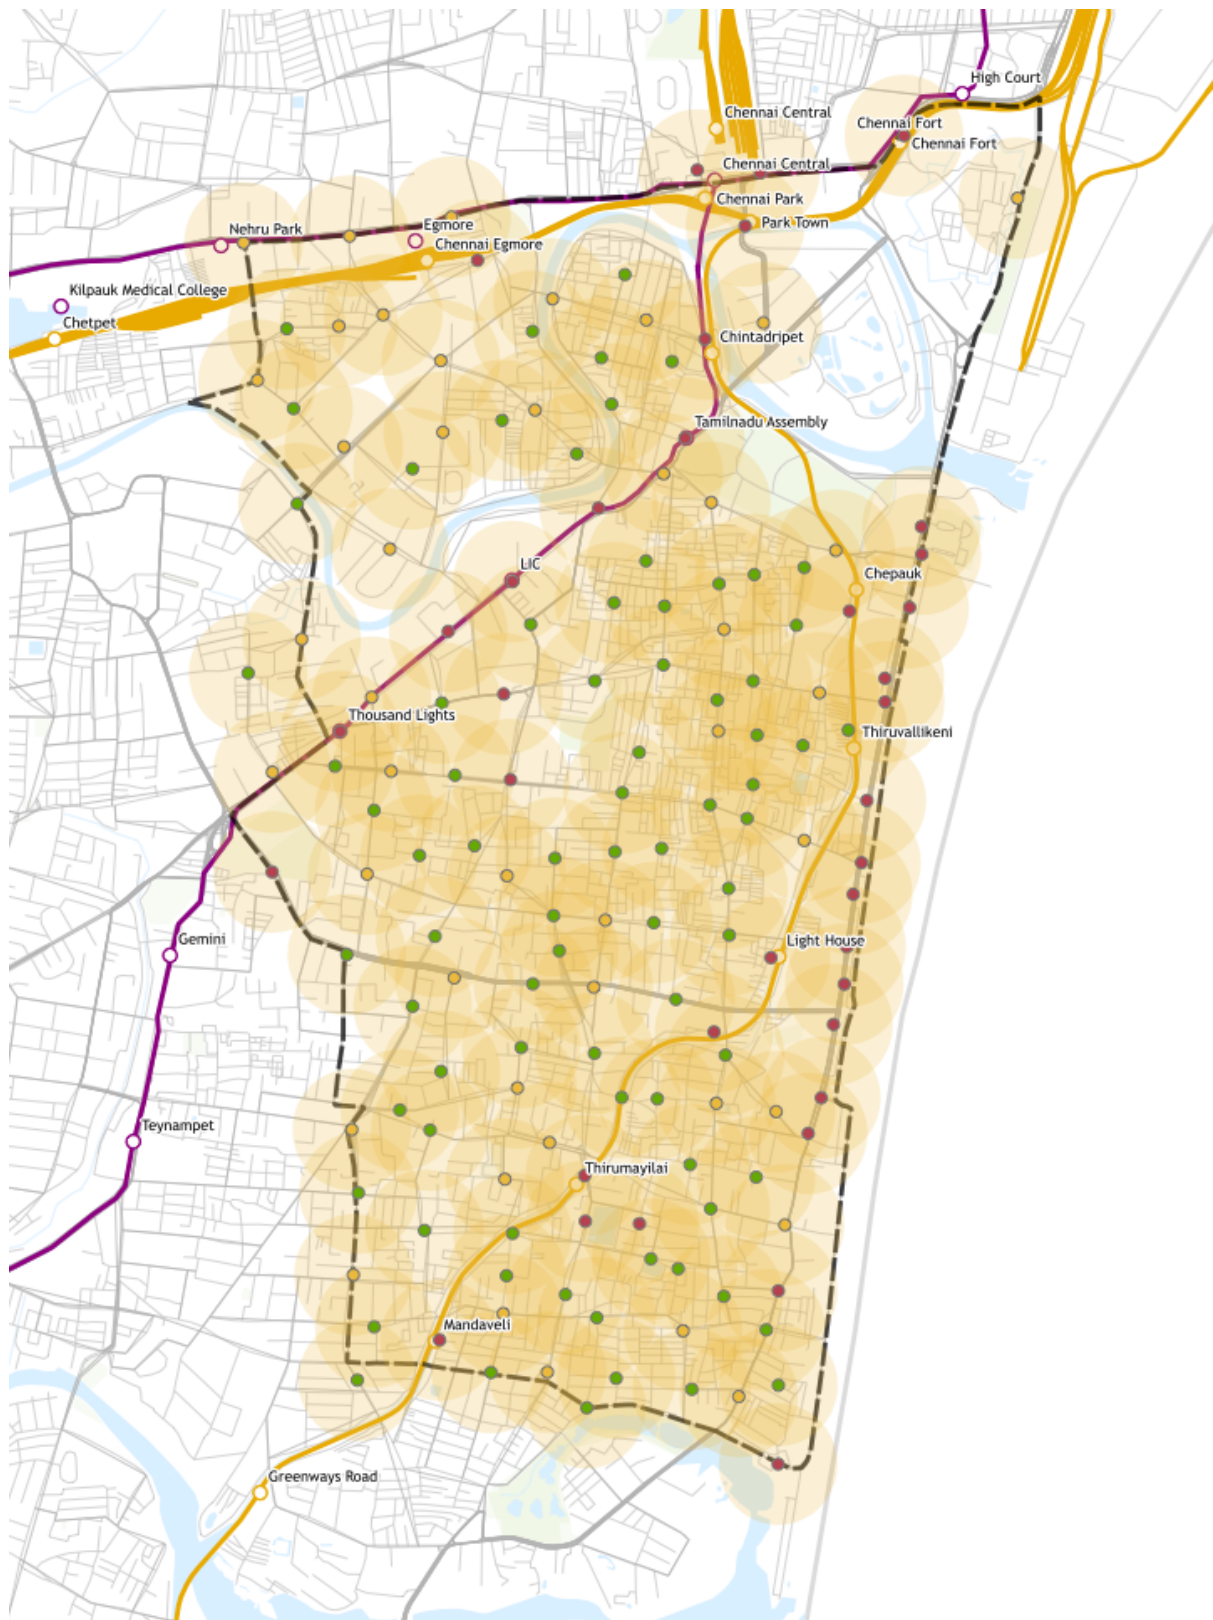 High Court
Chennai Central
Chennai Fort
Chennai Fort
Chennai Central
Chennai Park
Park Town
Nehru Park
Egmore
Chennai Egmore
Kilpauk Medical College
Chetpet
Chintadripet
Tamilnadu Assembly
LIC
Chepauk
Thousand Lights
Thiruvallikeni
Gemini
Light House
Teynampet
Thirumayilai
Mandaveli
Greenways Road